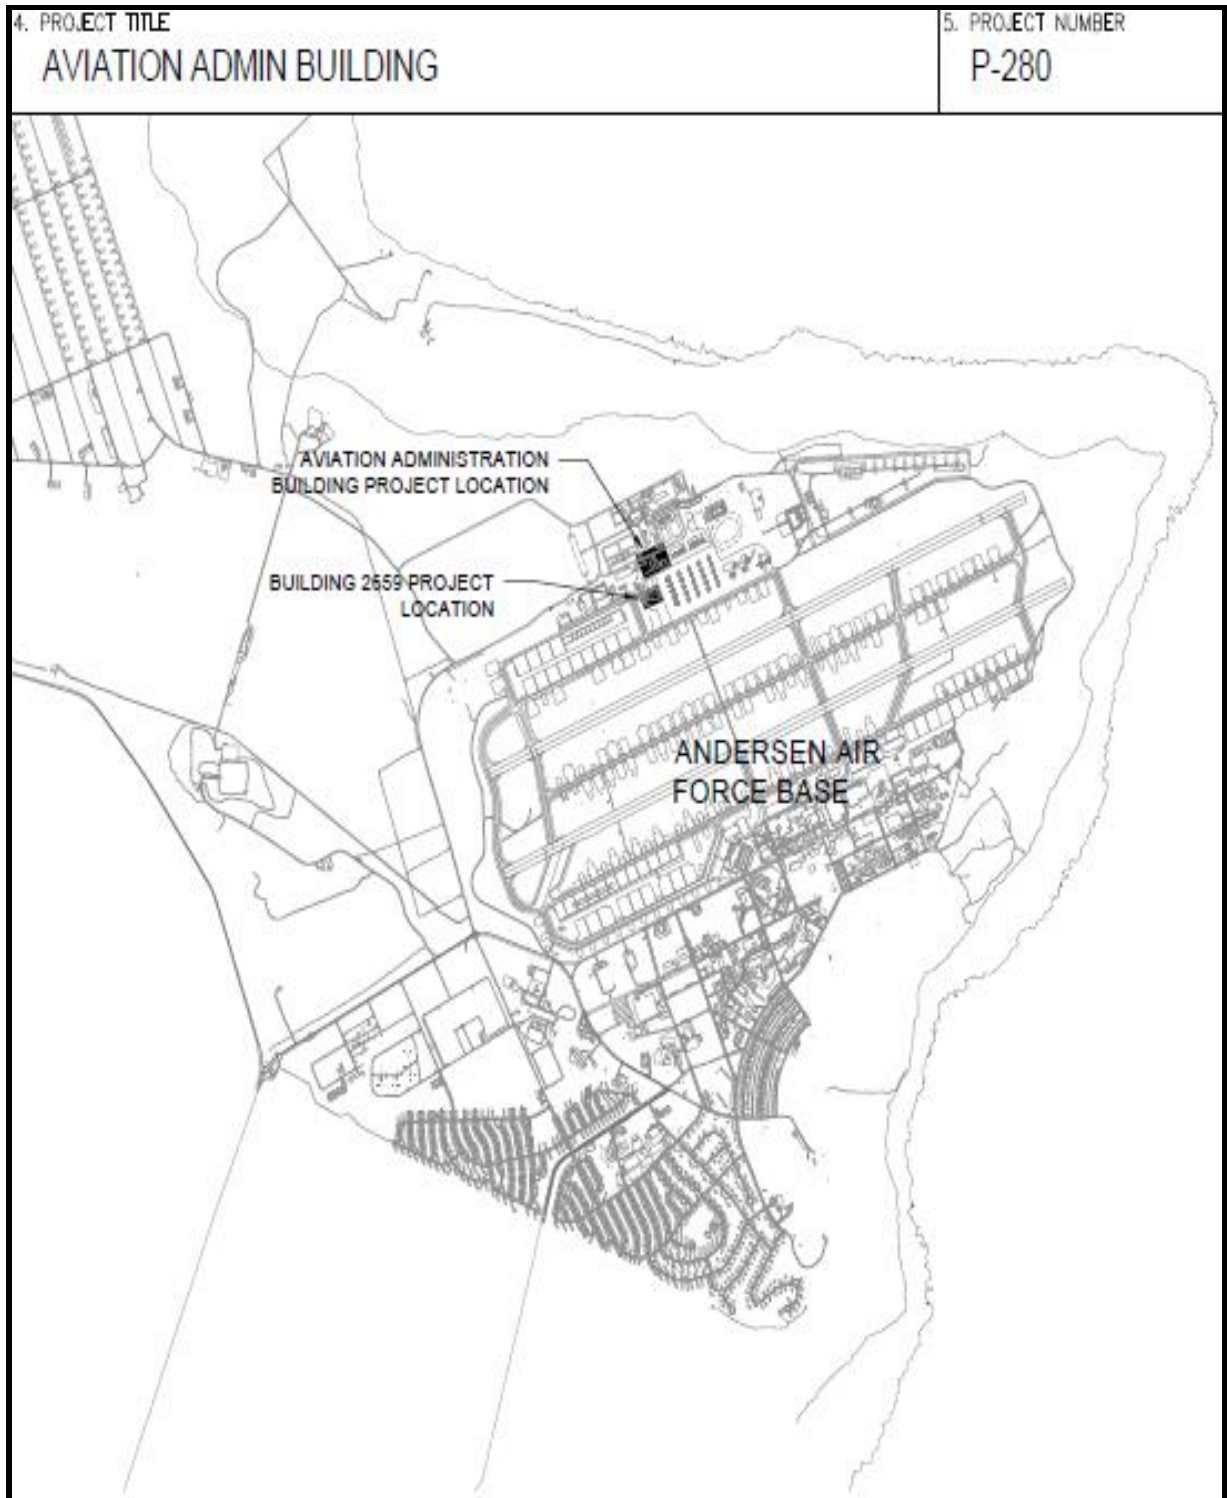 4. PROJECT TITLE
AVIATION ADMIN BUILDING
5. PROJECT NUMBER
P-280
AVIATION ADMINISTRATION
BUILDING PROJECT LOCATION
BUILDING 2659 PROJECT
LOCATION
ANDERSEN AIR
FORCE BASE